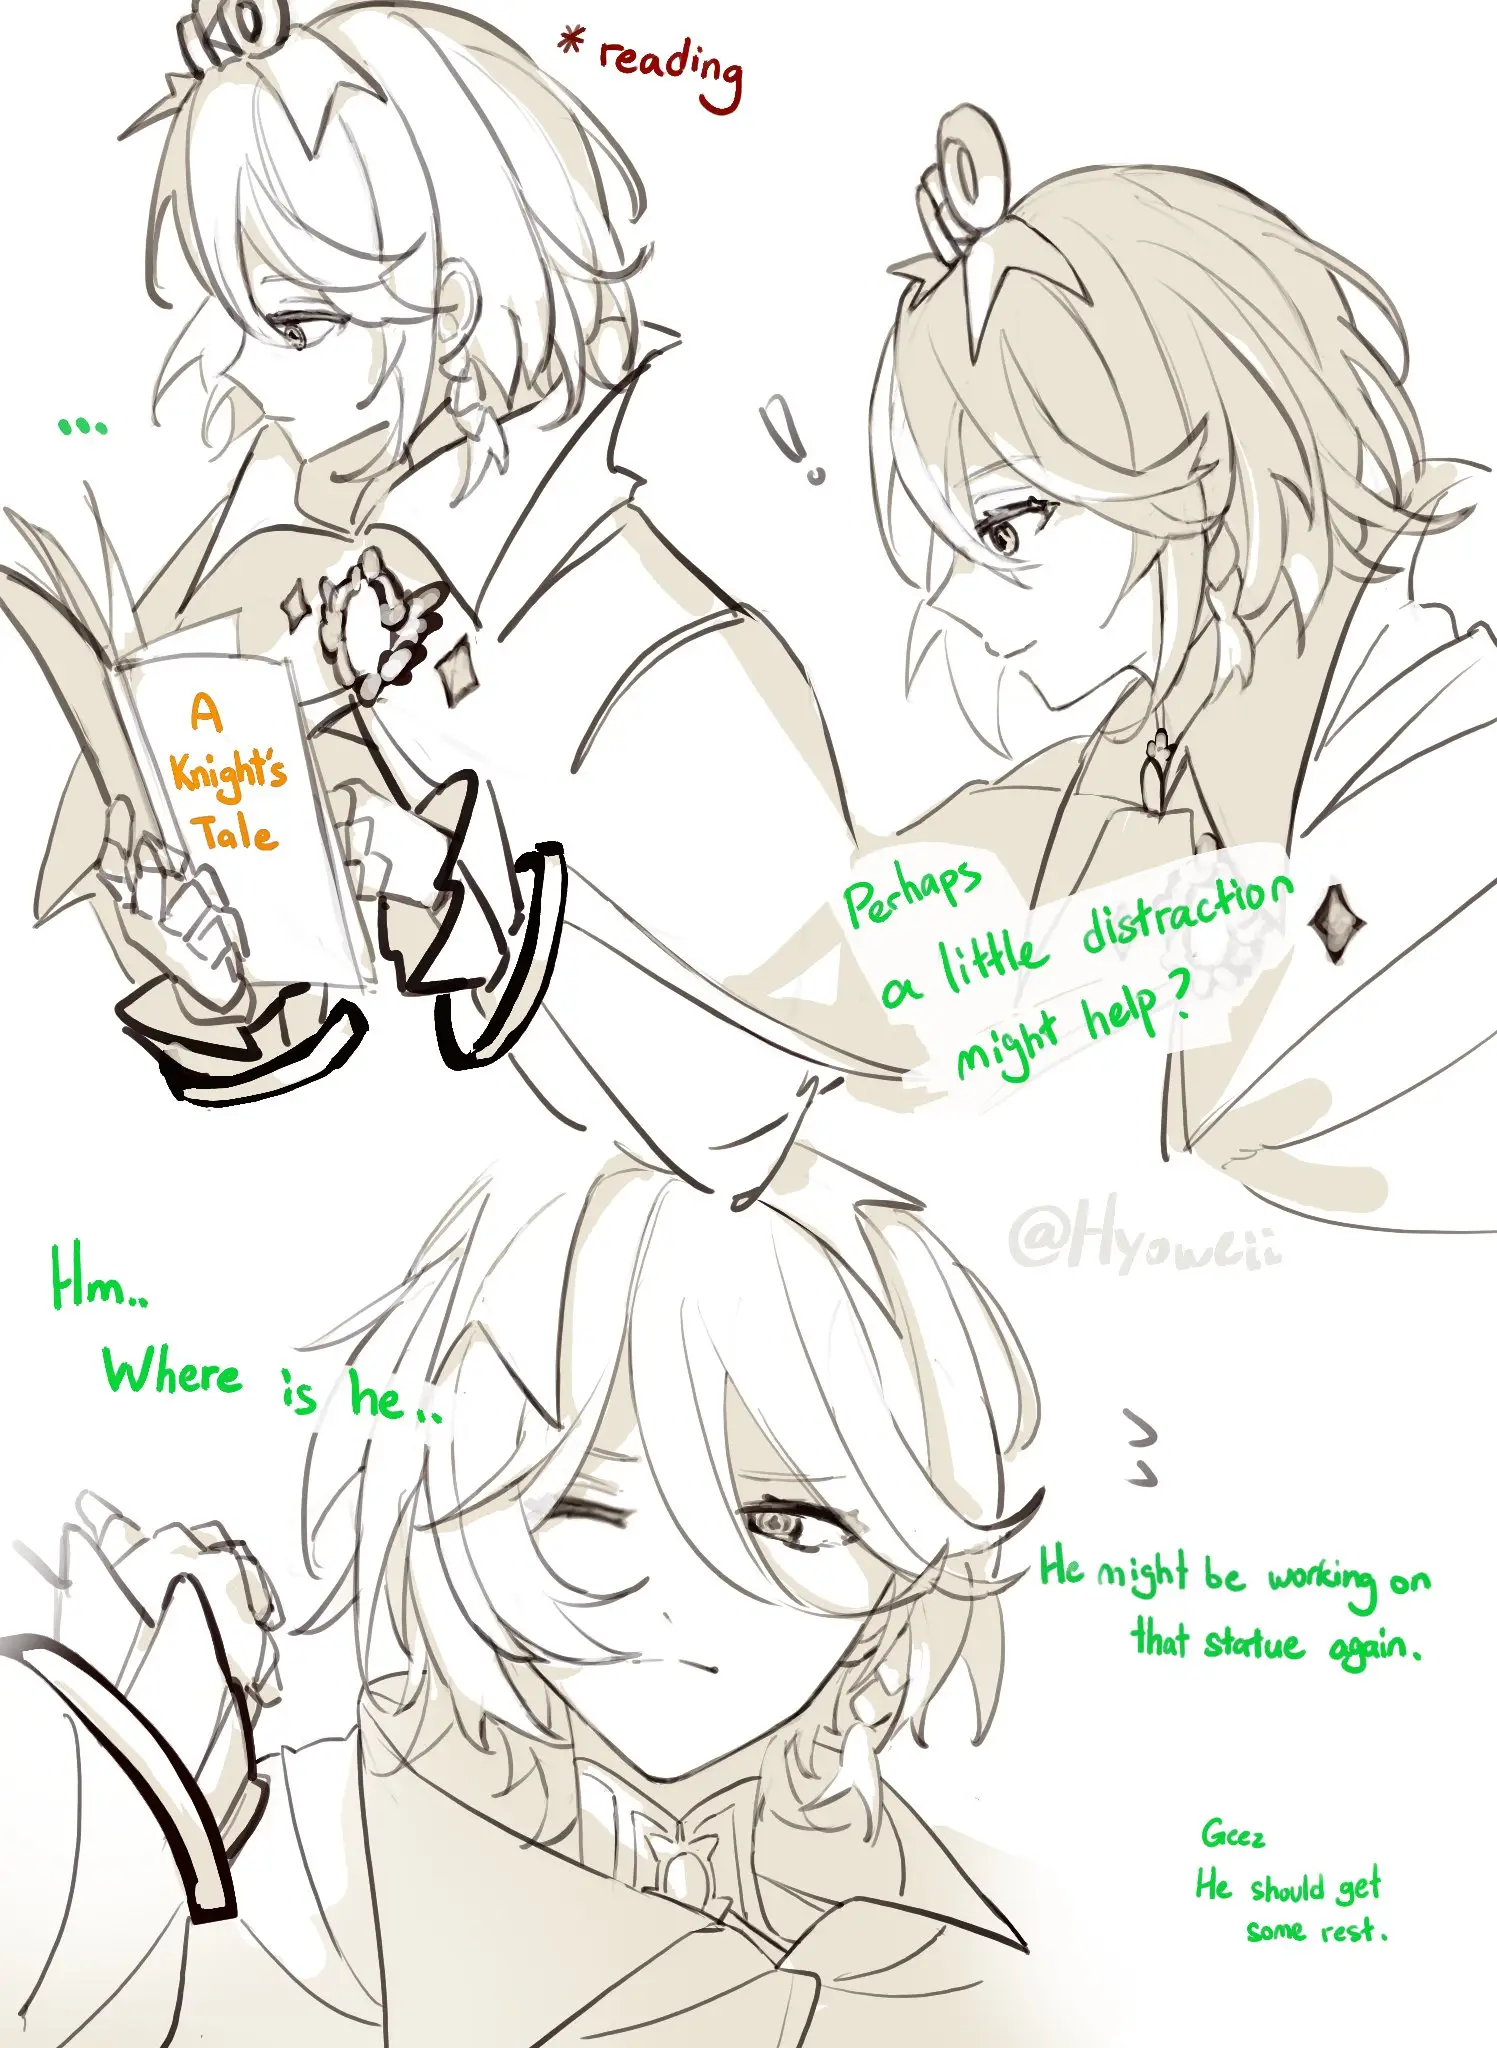 * reading
...
A
Knight's
Tale
!
Perhaps
a little distraction
might help?
@Hyoweii
Hm..
Where is he..
He might be working on
that statue again.
Geez
He should get
some rest.